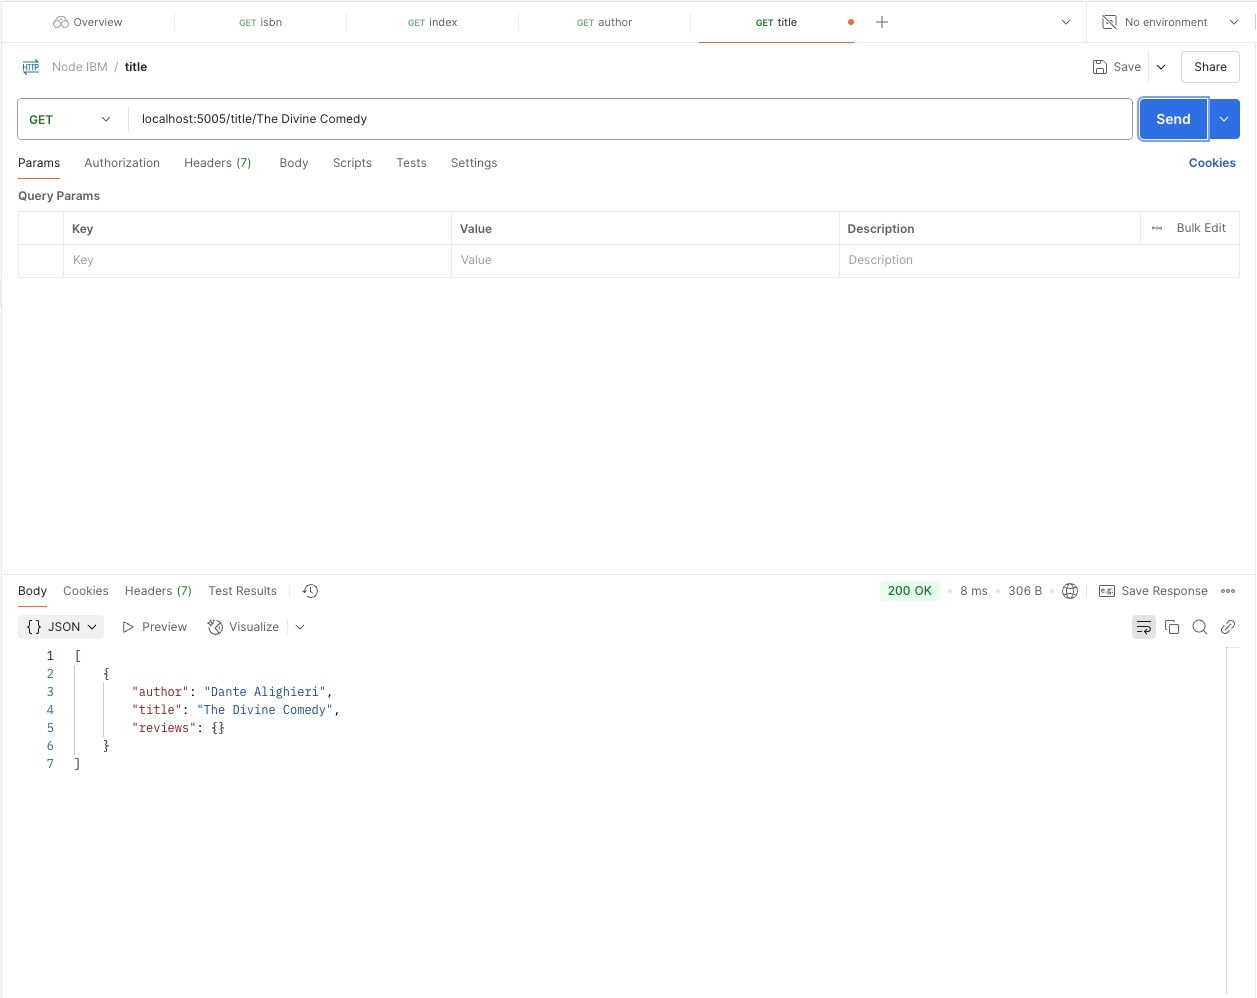 Overview GET isbn GET index GET author GET title No environment
HTTP Node IBM / title Save Share
GET localhost:5005/title/The Divine Comedy Send
Params Authorization Headers (7) Body Scripts Tests Settings Cookies
Query Params
Key Value Description Bulk Edit
Key Value Description
Body Cookies Headers (7) Test Results 200 OK 8 ms 306 B e.g. Save Response
{} JSON Preview Visualize
1 [
2 {
3 "author": "Dante Alighieri",
4 "title": "The Divine Comedy",
5 "reviews": {}
6 }
7 ]